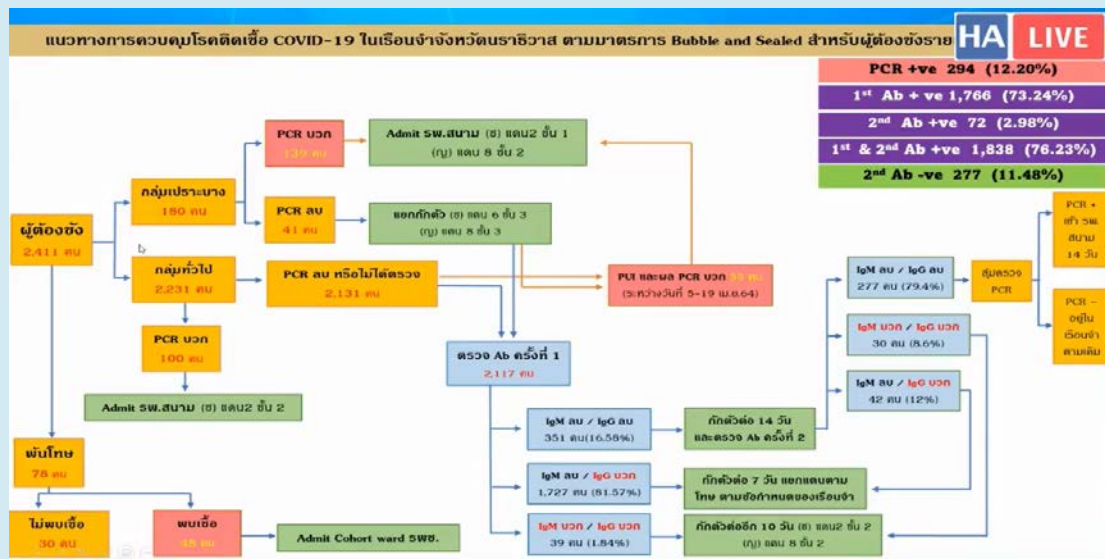 แนวทางการควบคุมโรคติดเชื้อ COVID-19 ในเรือนจำจังหวัดนราธิวาส ตามมาตรการ Bubble and Sealed สำหรับผู้ต้องขังราย
HA LIVE
PCR +ve 294 (12.20%)
1st Ab + ve 1,766 (73.24%)
2nd Ab +ve 72 (2.98%)
1st & 2nd Ab +ve 1,838 (76.23%)
2nd Ab -ve 277 (11.48%)
ผู้ต้องขัง
2,411 คน
กลุ่มเปราะบาง
180 คน
PCR บวก
139 คน
Admit รพ.สนาม (ช) แดน2 ชั้น 1
(ญ) แดน 8 ชั้น 2
PCR ลบ
41 คน
แยกกักตัว (ช) แดน 6 ชั้น 3
(ญ) แดน 8 ชั้น 3
กลุ่มทั่วไป
2,231 คน
PCR ลบ หรือไม่ได้ตรวจ
2,131 คน
PUI และผล PCR บวก 55 คน
(ระหว่างวันที่ 5-19 เม.ย.64)
PCR บวก
100 คน
Admit รพ.สนาม (ช) แดน2 ชั้น 2
ตรวจ Ab ครั้งที่ 1
2,117 คน
IgM ลบ / IgG ลบ
351 คน(16.58%)
กักตัวต่อ 14 วัน
และตรวจ Ab ครั้งที่ 2
IgM ลบ / IgG บวก
1,727 คน (81.57%)
กักตัวต่อ 7 วัน แยกแดนตาม
โทษ ตามข้อกำหนดของเรือนจำ
IgM บวก / IgG บวก
39 คน (1.84%)
กักตัวต่ออีก 10 วัน (ช) แดน2 ชั้น 2
(ญ) แดน 8 ชั้น 2
IgM ลบ / IgG ลบ
277 คน (79.4%)
สุ่มตรวจ
PCR
PCR +
เข้า รพ.
สนาม
14 วัน
PCR –
อยู่ใน
เรือนจำ
ตามเดิม
IgM บวก / IgG บวก
30 คน (8.6%)
IgM ลบ / IgG บวก
42 คน (12%)
พ้นโทษ
78 คน
ไม่พบเชื้อ
30 คน
พบเชื้อ
48 คน
Admit Cohort ward รพช.